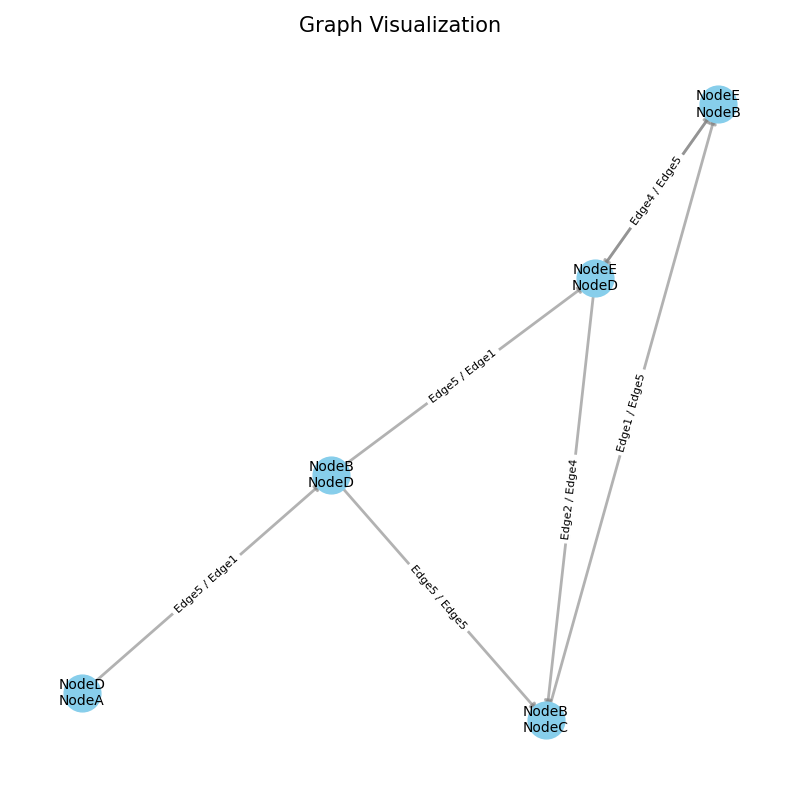 Graph Visualization
NodeE
NodeB
Edge4 / Edge5
NodeE
NodeD
Edge5 / Edge1
Edge1 / Edge5
NodeB
NodeD
Edge2 / Edge4
Edge5 / Edge1
Edge5 / Edge5
NodeD
NodeA
NodeB
NodeC